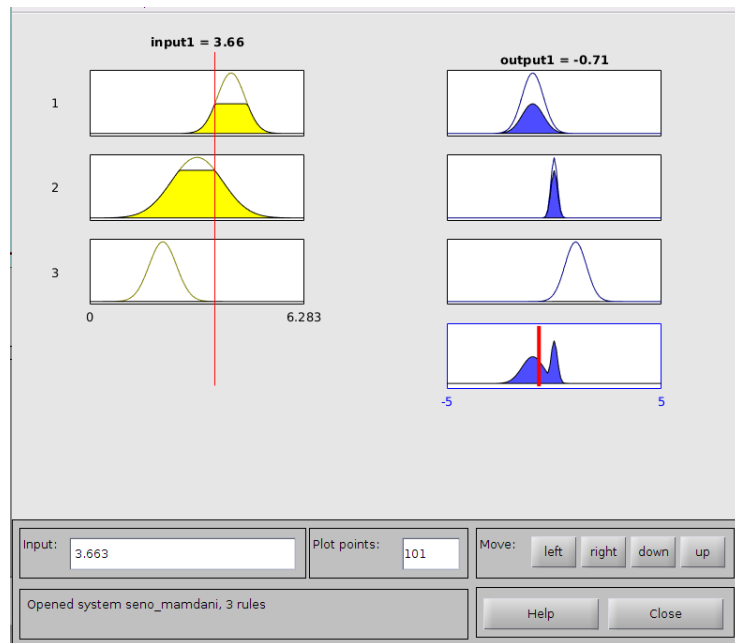 input1 = 3.66
output1 = -0.71
1
2
3
0 6.283
-5 5
Input: 3.663
Plot points: 101
Move: left right down up
Opened system seno_mamdani, 3 rules
Help Close